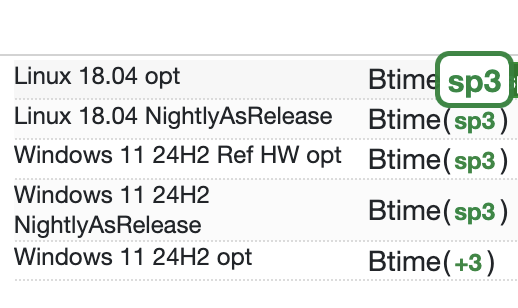 Linux 18.04 opt Btime sp3
Linux 18.04 NightlyAsRelease Btime( sp3 )
Windows 11 24H2 Ref HW opt Btime( sp3 )
Windows 11 24H2
NightlyAsRelease Btime( sp3 )
Windows 11 24H2 opt Btime( +3 )